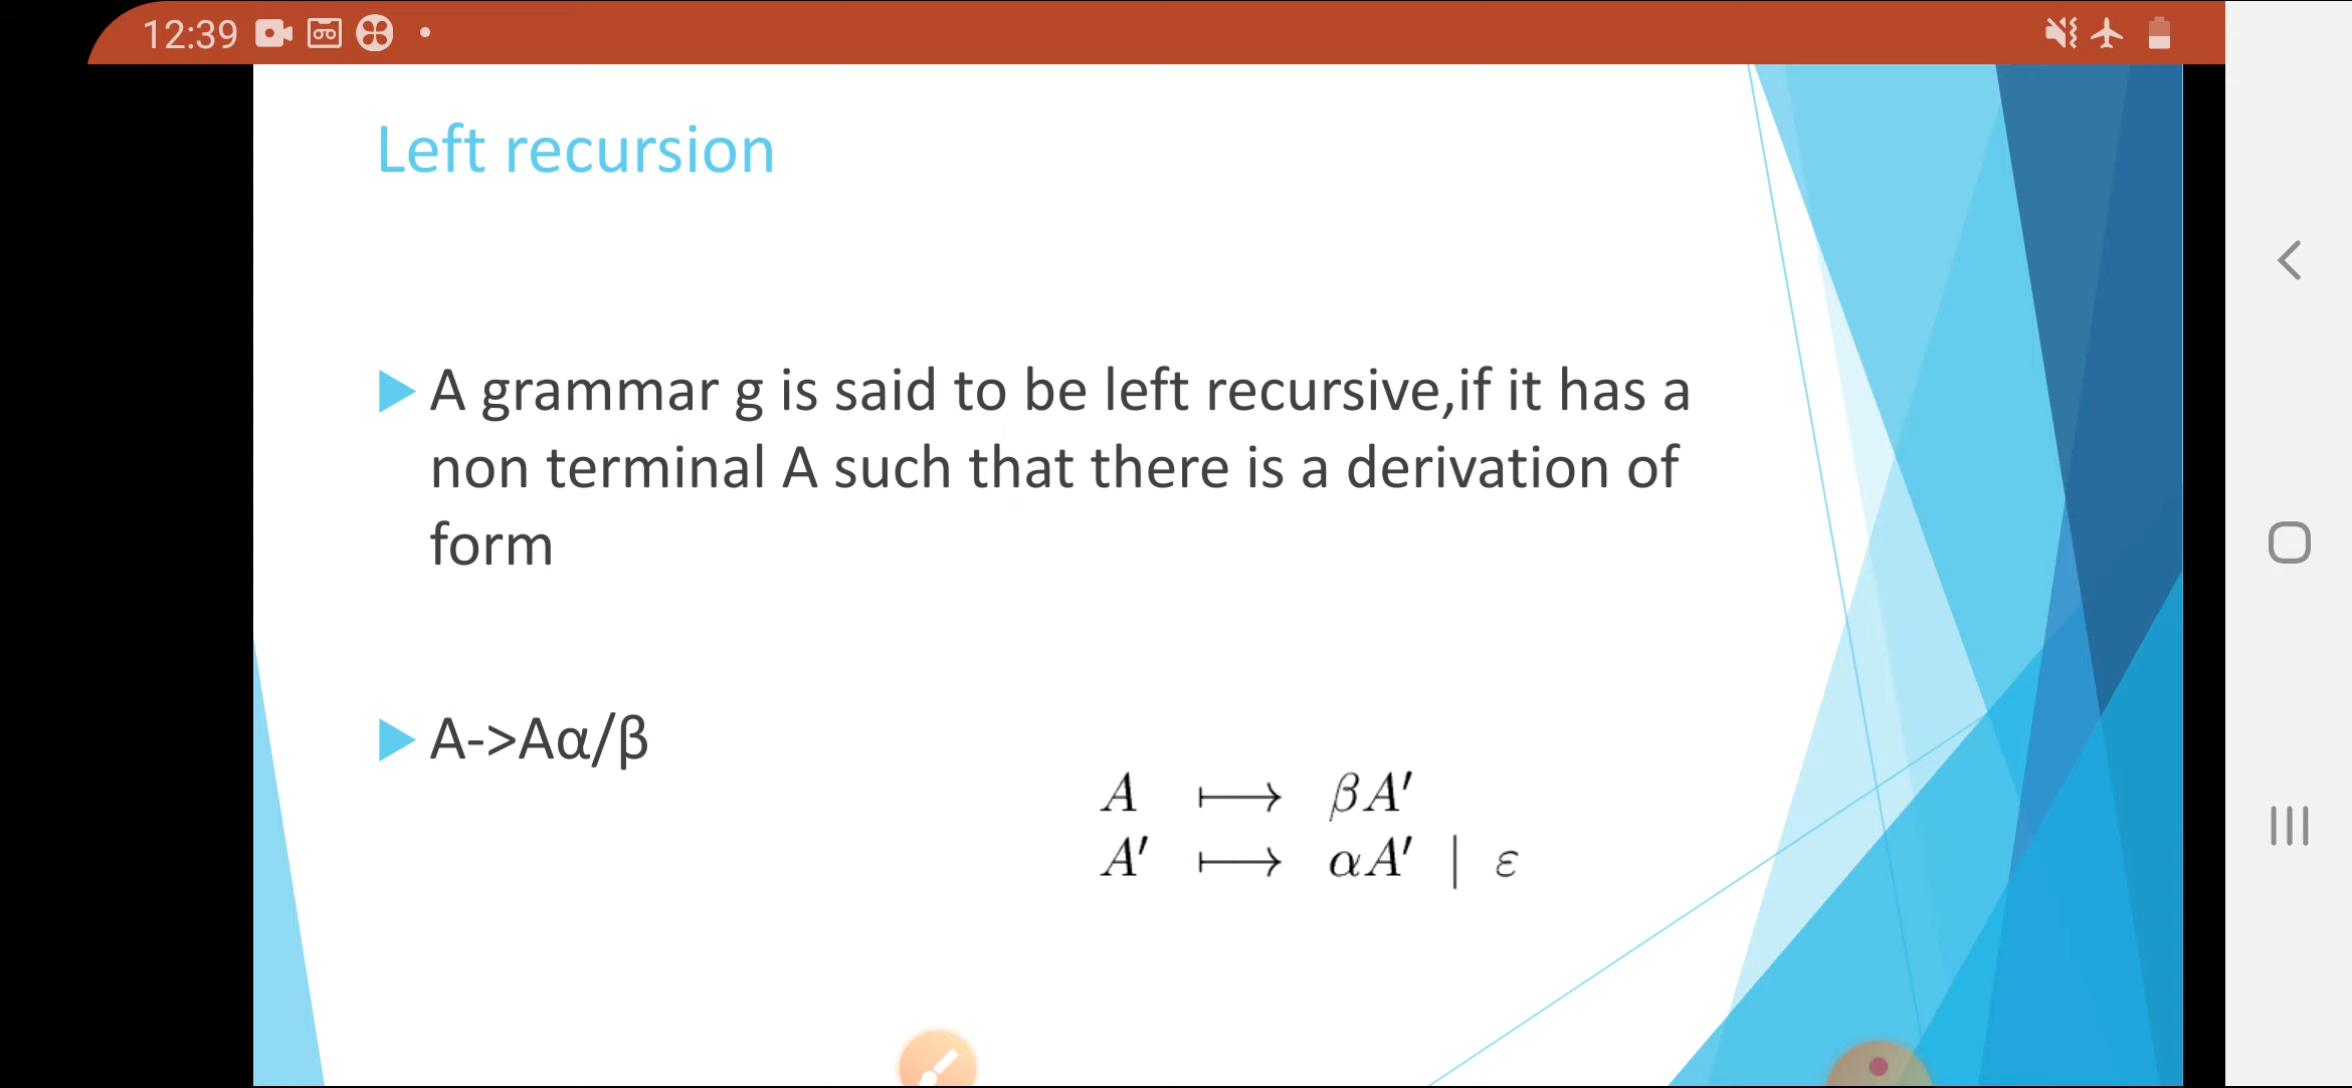 12:39
Left recursion
A grammar g is said to be left recursive,if it has a
non terminal A such that there is a derivation of
form
A->Aα/β
A ⟼ βA′
A′ ⟼ αA′ | ε